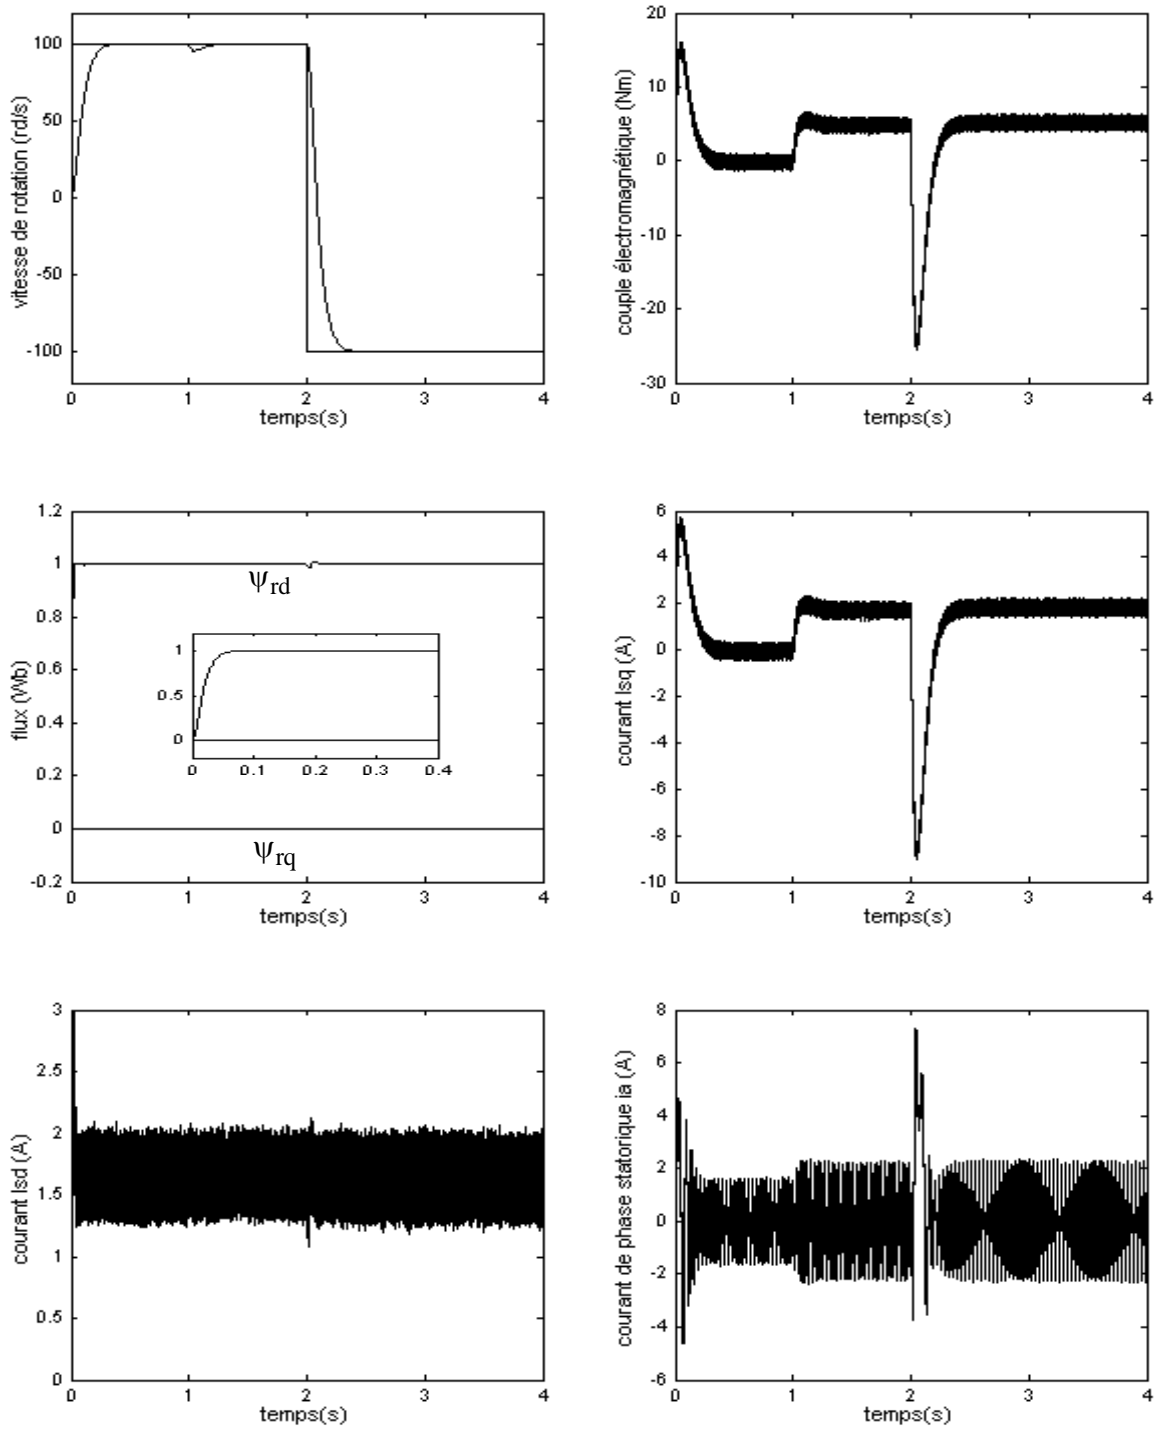 100
50
0
-50
-100
vitesse de rotation (rd/s)
0 1 2 3 4
temps(s)
20
10
0
-10
-20
-30
couple électromagnétique (Nm)
0 1 2 3 4
temps(s)
1.2
1
0.8
0.6
0.4
0.2
0
-0.2
flux (Wb)
ψrd
1
0.5
0
0 0.1 0.2 0.3 0.4
ψrq
0 1 2 3 4
temps(s)
6
4
2
0
-2
-4
-6
-8
-10
courant Isq (A)
0 1 2 3 4
temps(s)
3
2.5
2
1.5
1
0.5
0
courant Isd (A)
0 1 2 3 4
temps(s)
8
6
4
2
0
-2
-4
-6
courant de phase statorique ia (A)
0 1 2 3 4
temps(s)